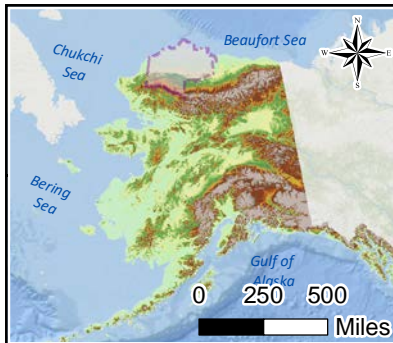 Beaufort Sea
N
W E
S
Chukchi
Sea
Bering
Sea
Gulf of
Alaska
0 250 500
Miles